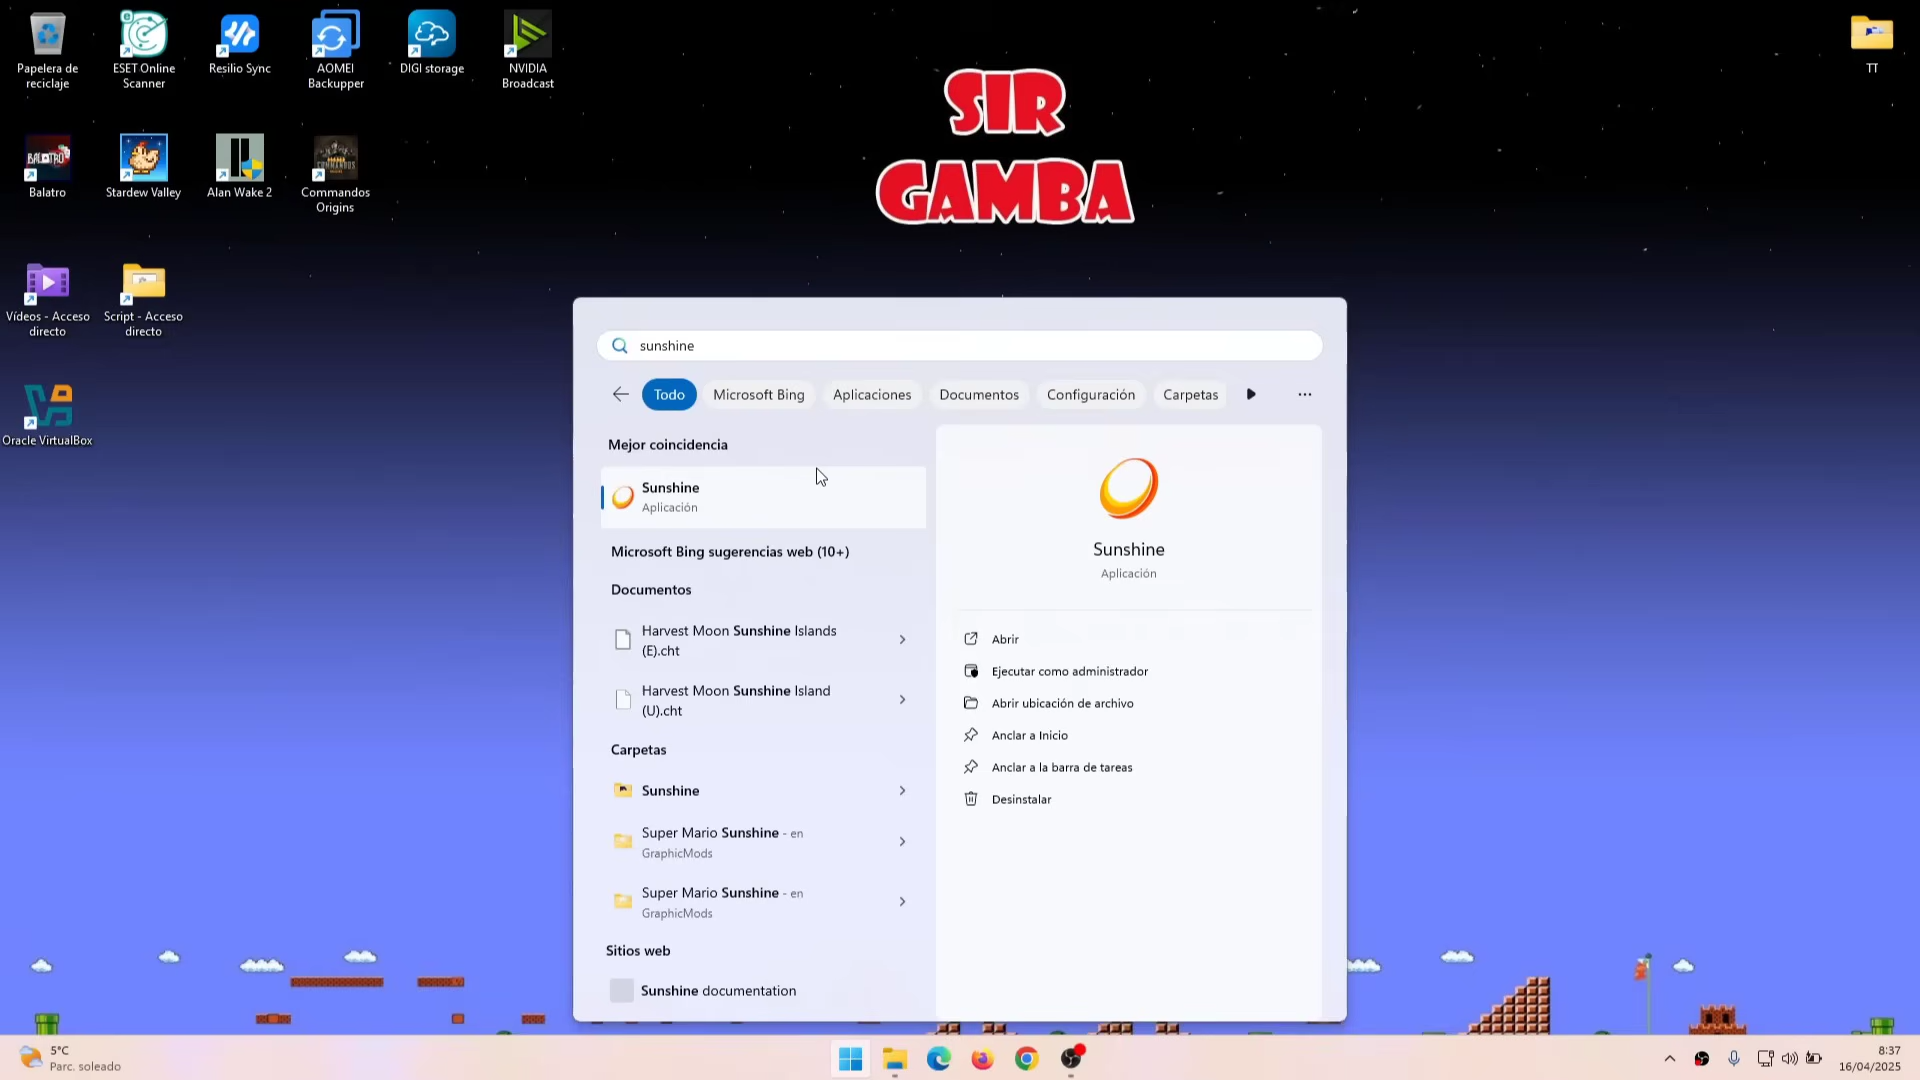 Papelera de
reciclaje
ESET Online
Scanner
Resilio Sync
AOMEI
Backupper
DIGI storage
NVIDIA
Broadcast
TT
SIR
GAMBA
BALATRO
Balatro
Stardew Valley
Alan Wake 2
COMMANDOS
Commandos
Origins
Vídeos - Acceso
directo
Script - Acceso
directo
Oracle VirtualBox
sunshine
Todo
Microsoft Bing
Aplicaciones
Documentos
Configuración
Carpetas
Mejor coincidencia
Sunshine
Aplicación
Microsoft Bing sugerencias web (10+)
Documentos
Harvest Moon Sunshine Islands
(E).cht
Harvest Moon Sunshine Island
(U).cht
Carpetas
Sunshine
Super Mario Sunshine - en
GraphicMods
Super Mario Sunshine - en
GraphicMods
Sitios web
Sunshine documentation
Sunshine
Aplicación
Abrir
Ejecutar como administrador
Abrir ubicación de archivo
Anclar a Inicio
Anclar a la barra de tareas
Desinstalar
5°C
Parc. soleado
8:37
16/04/2025